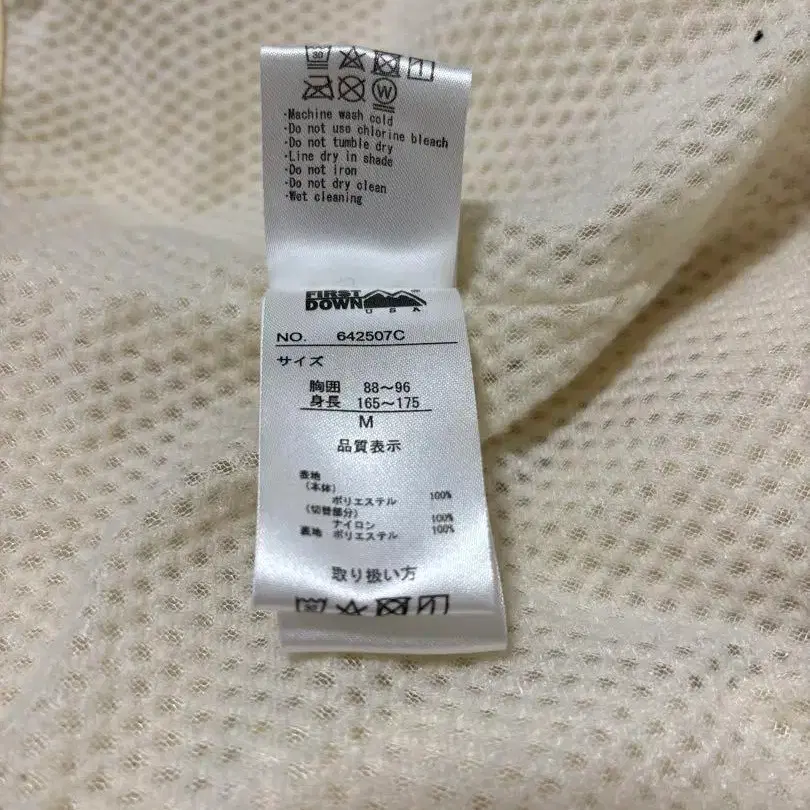 30
W
·Machine wash cold
·Do not use chlorine bleach
·Do not tumble dry
·Line dry in shade
·Do not iron
·Do not dry clean
·Wet cleaning
FIRST
DOWN
USA
NO. 642507C
サイズ
胸囲 88～96
身長 165～175
M
品質表示
表地
(本体)
ポリエステル 100%
(切替部分)
ナイロン 100%
裏地 ポリエステル 100%
取り扱い方